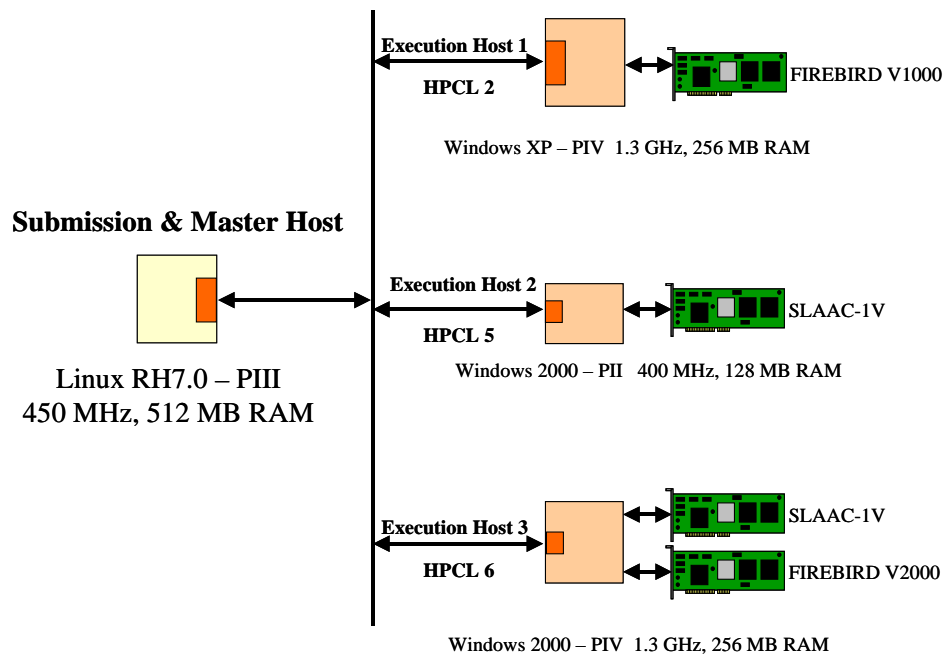 Execution Host 1
HPCL 2
FIREBIRD V1000
Windows XP – PIV 1.3 GHz, 256 MB RAM
Submission & Master Host
Linux RH7.0 – PIII
450 MHz, 512 MB RAM
Execution Host 2
HPCL 5
SLAAC-1V
Windows 2000 – PII 400 MHz, 128 MB RAM
Execution Host 3
HPCL 6
SLAAC-1V
FIREBIRD V2000
Windows 2000 – PIV 1.3 GHz, 256 MB RAM